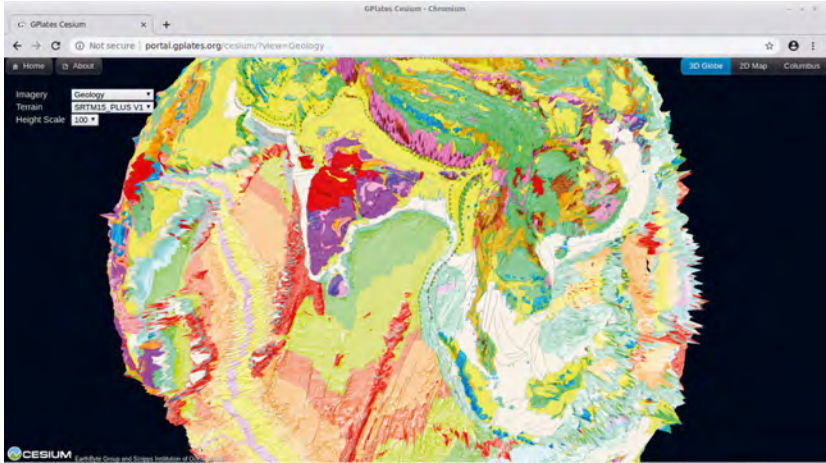 GPlates Cesium - Chromium
GPlates Cesium
Not secure | portal.gplates.org/cesium/?view=Geology
Home About 3D Globe 2D Map Columbus
Imagery Geology
Terrain SRTM15_PLUS V1
Height Scale 100
CESIUM EarthByte Group and Scripps Institution of